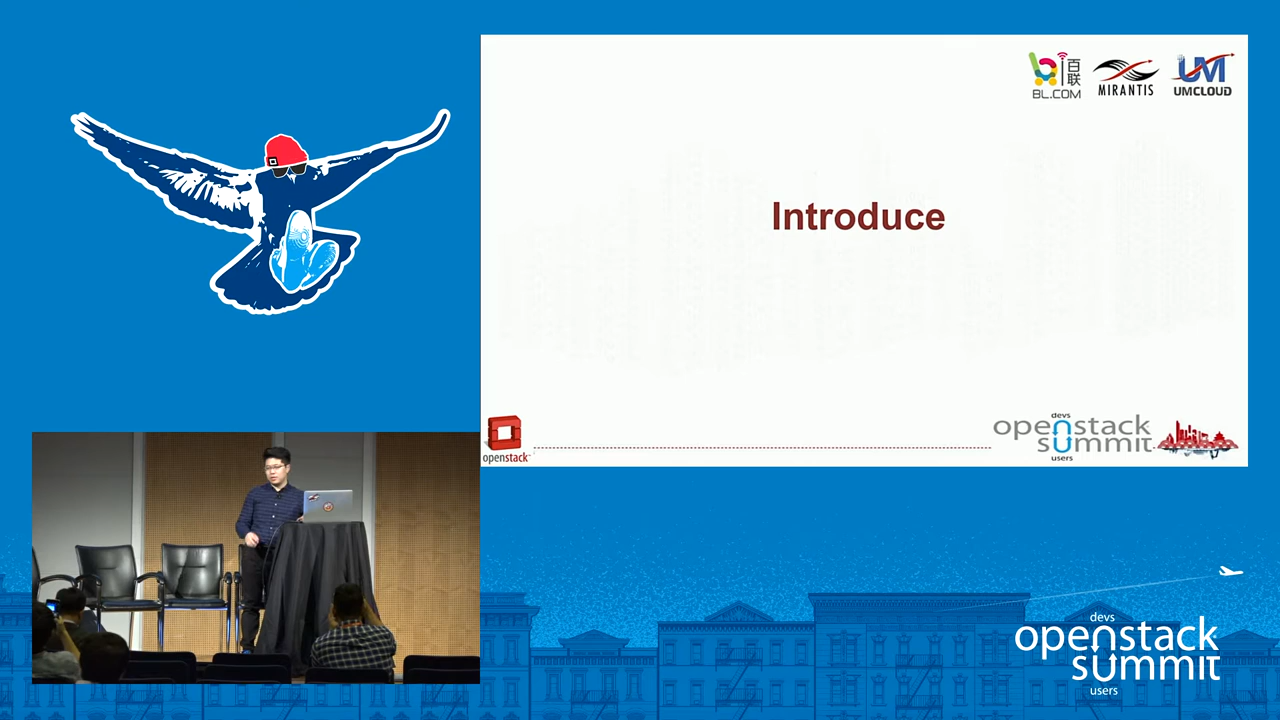 百联
BL.COM
MIRANTIS
UMCLOUD
Introduce
openstack
devs
openstack
summit
users
devs
openstack
summit
users